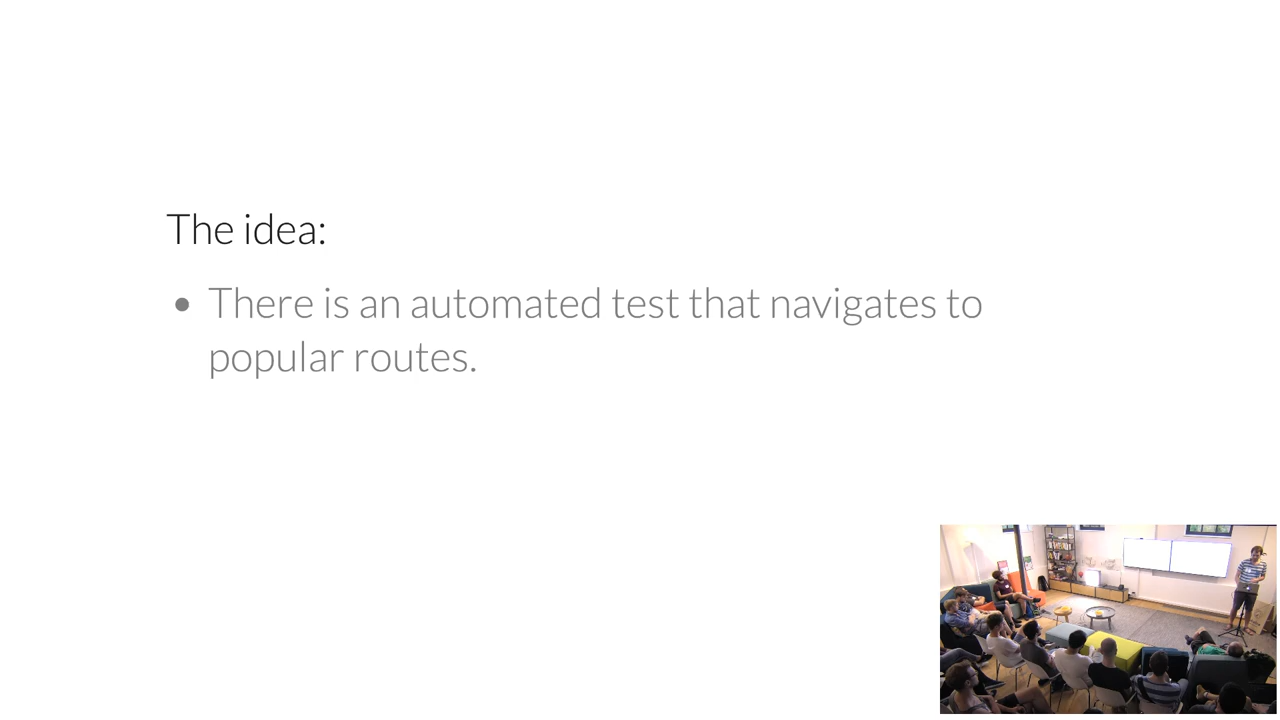 The idea:
• There is an automated test that navigates to
popular routes.